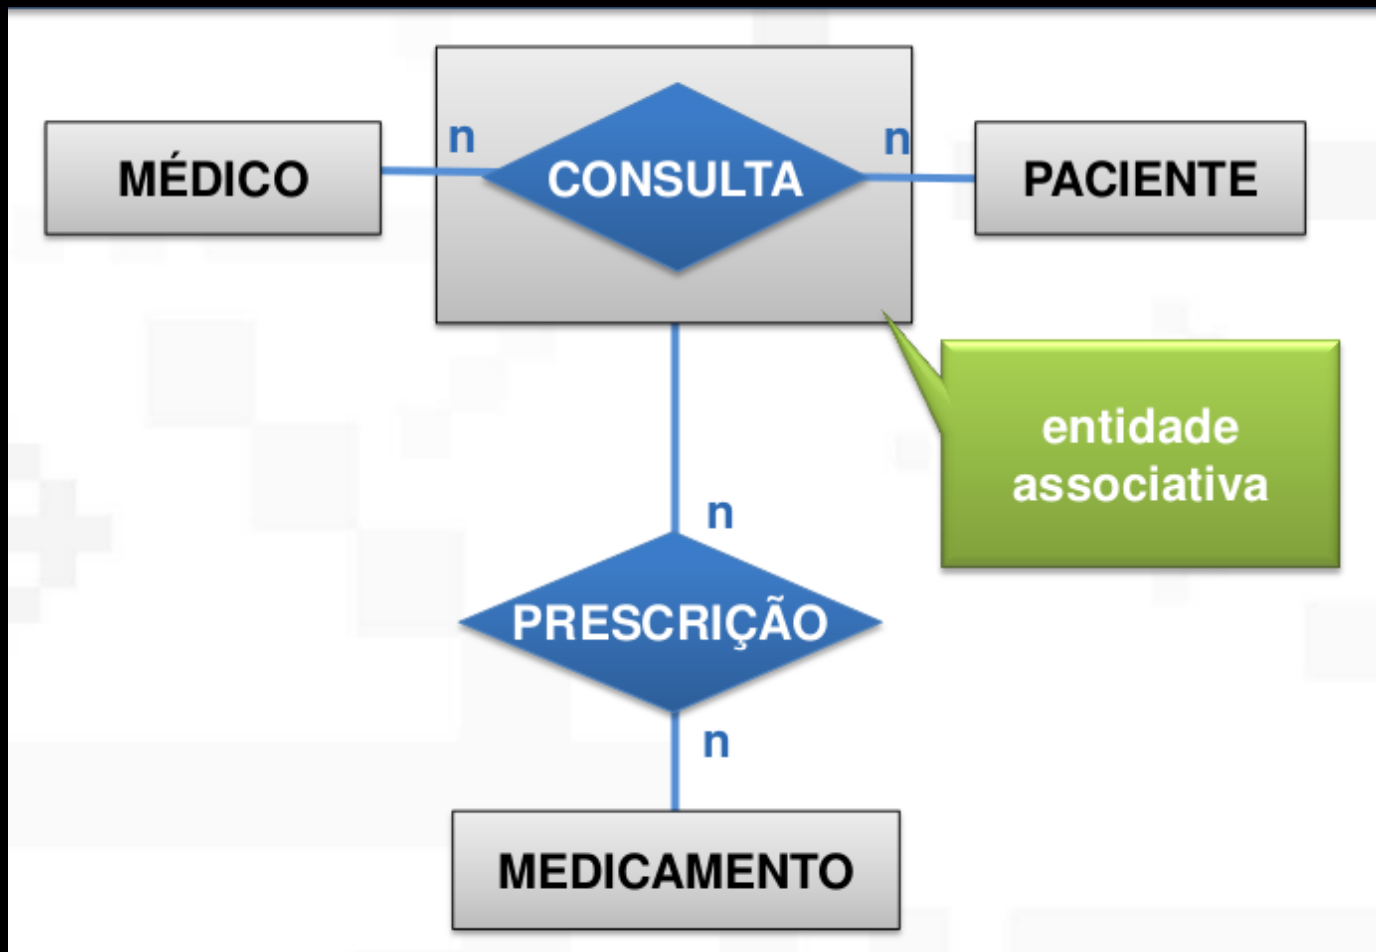 n
n
MÉDICO
CONSULTA
PACIENTE
entidade
associativa
n
PRESCRIÇÃO
n
MEDICAMENTO